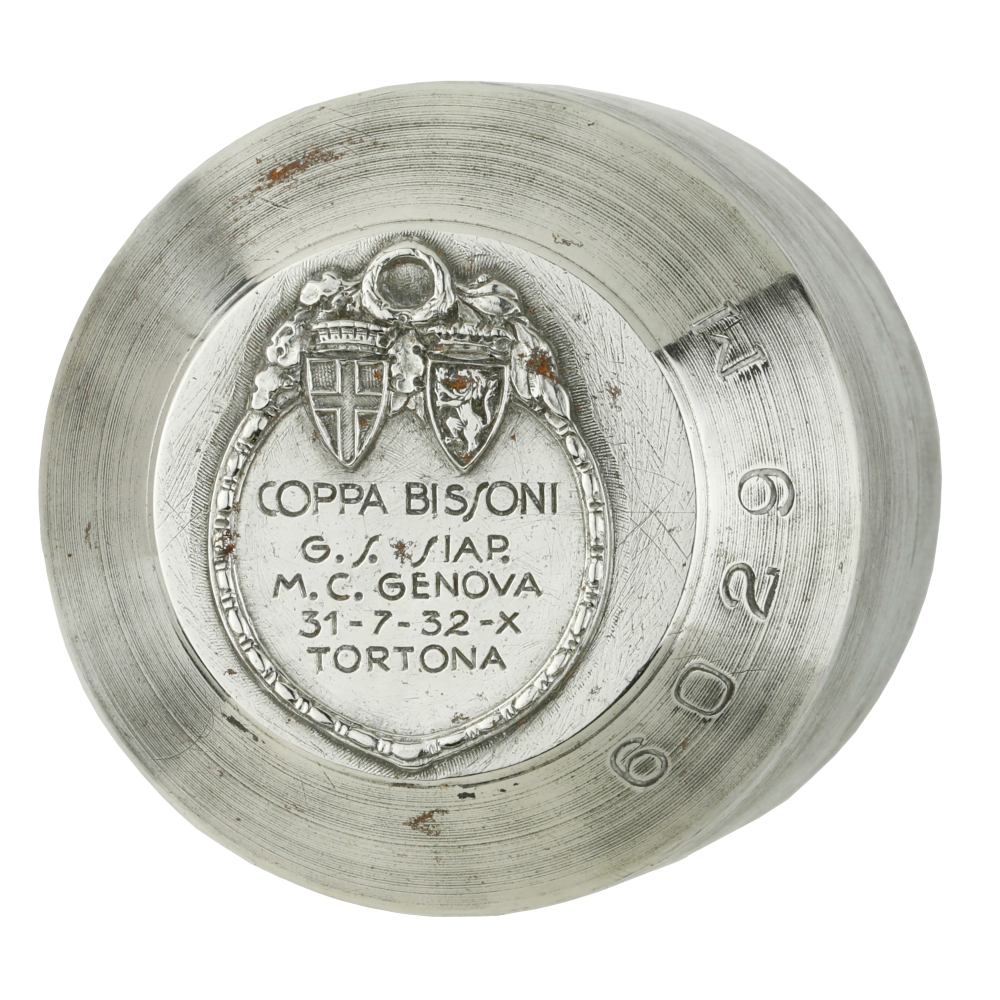 COPPA BISSONI
G. S. SIAP.
M. C. GENOVA
31-7-32-X
TORTONA
6029 M